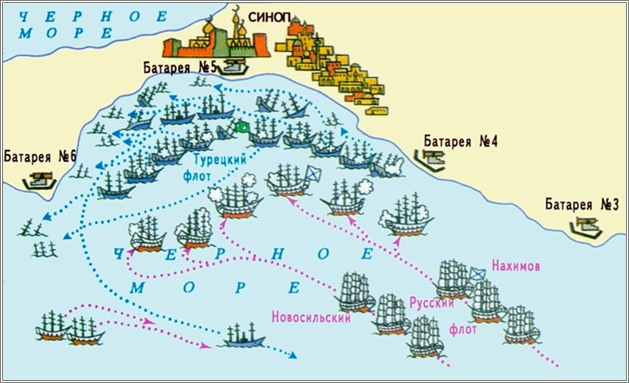 ЧЕРНОЕ
МОРЕ
СИНОП
Батарея №5
Батарея №4
Батарея №6
Турецкий
флот
Батарея №3
ЧЕРНОЕ
МОРЕ
Нахимов
Русский
флот
Новосильский